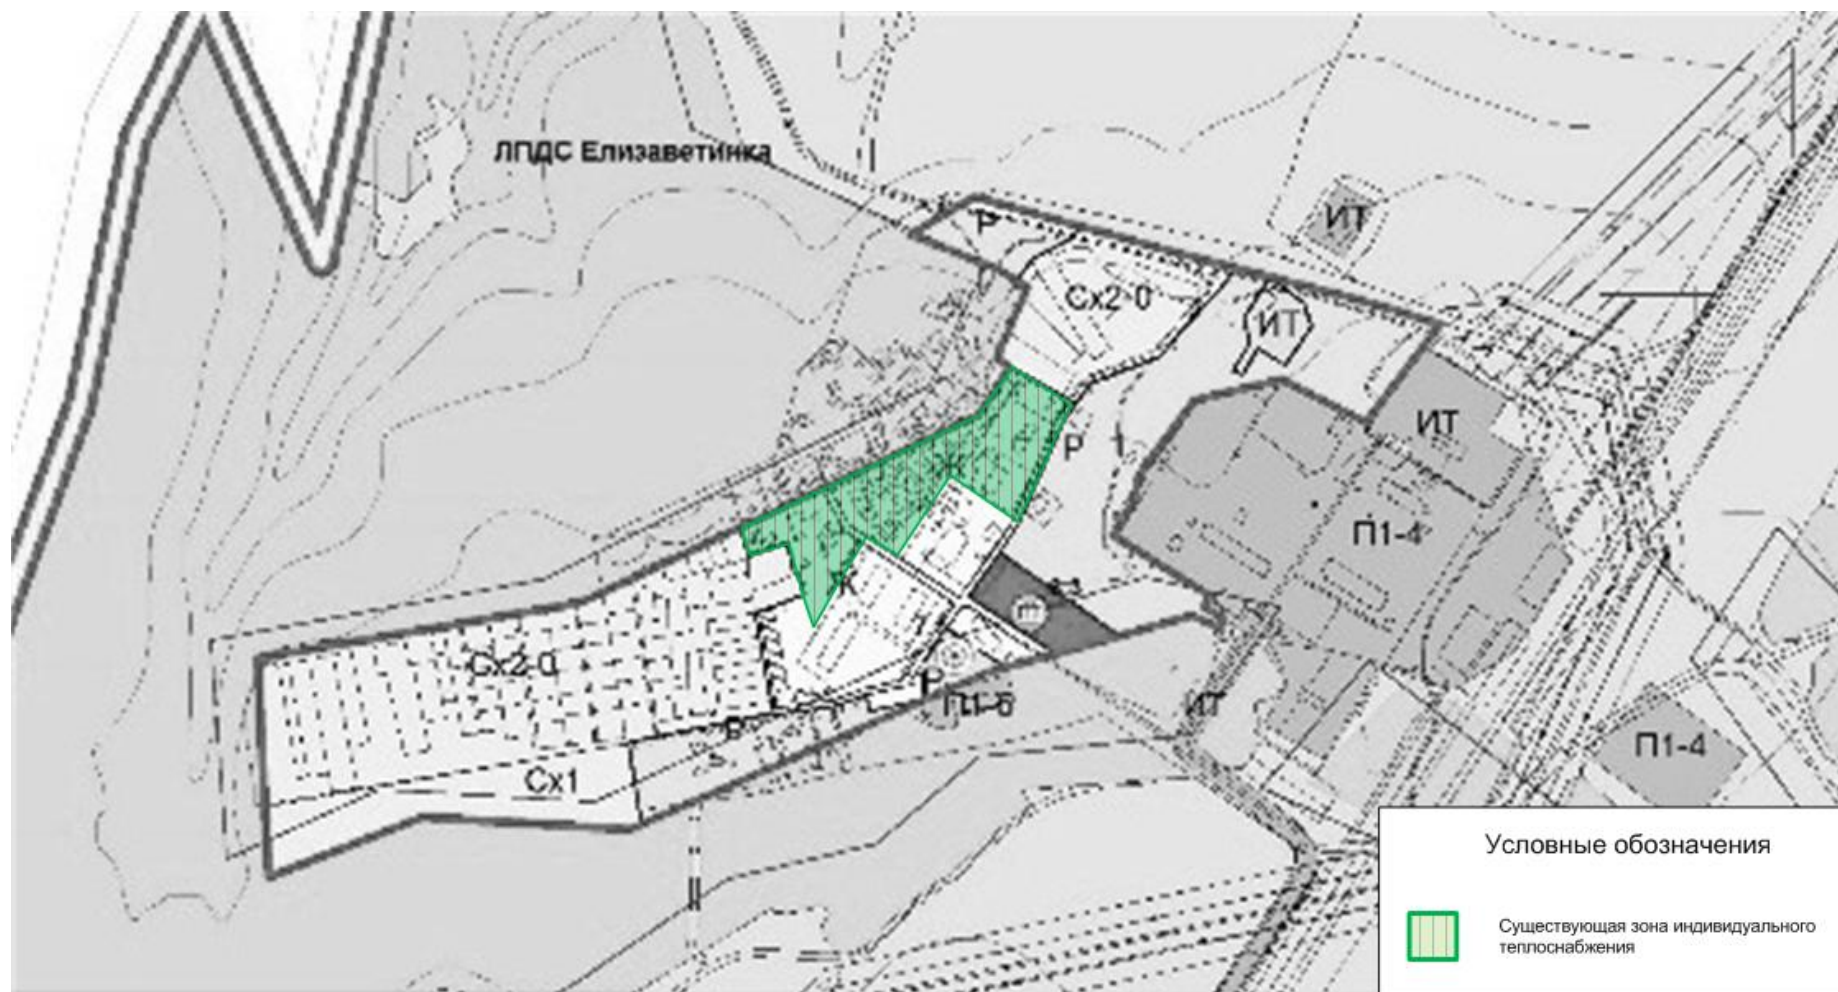 ЛПДС Елизаветинка
ИТ
Р
Сх2-0
ИТ
ИТ
Р
Ж
П1-4
Ж
m
Сх2-0
Р
П1-6
ИТ
Р
П1-4
Сх1
Условные обозначения
Существующая зона индивидуального
теплоснабжения